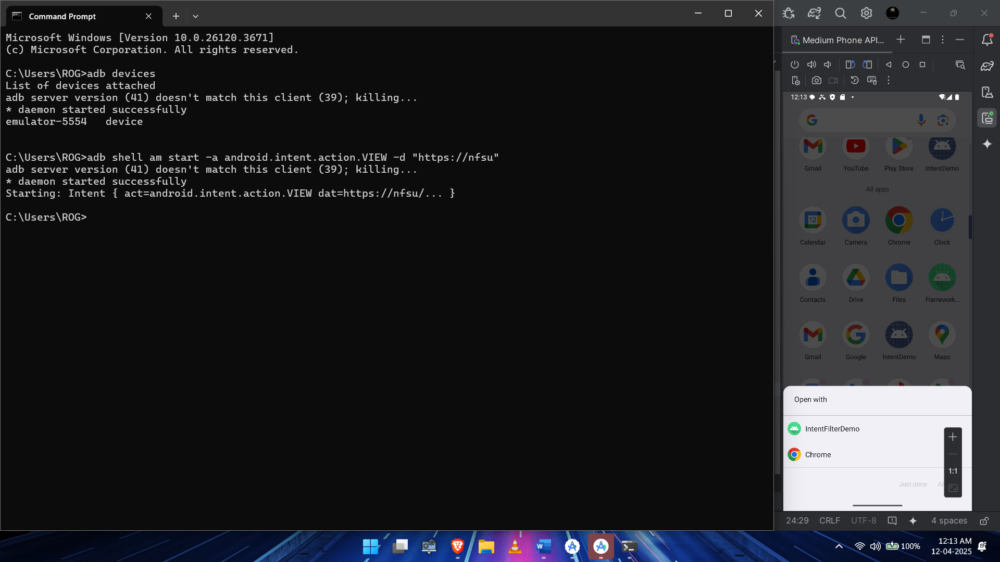 Command Prompt
Microsoft Windows [Version 10.0.26120.3671]
(c) Microsoft Corporation. All rights reserved.
C:\Users\ROG>adb devices
List of devices attached
adb server version (41) doesn't match this client (39); killing...
* daemon started successfully
emulator-5554   device
C:\Users\ROG>adb shell am start -a android.intent.action.VIEW -d "https://nfsu"
adb server version (41) doesn't match this client (39); killing...
* daemon started successfully
Starting: Intent { act=android.intent.action.VIEW dat=https://nfsu/... }
C:\Users\ROG>
Medium Phone API...
12:13
Gmail YouTube Play Store IntentDemo
All apps
12
Calendar Camera Chrome Clock
Contacts Drive Files Framework...
Gmail Google IntentDemo Maps
Open with
IntentFilterDemo
Chrome
1:1
Just once
24:29 CRLF UTF-8 4 spaces
100%
12:13 AM
12-04-2025